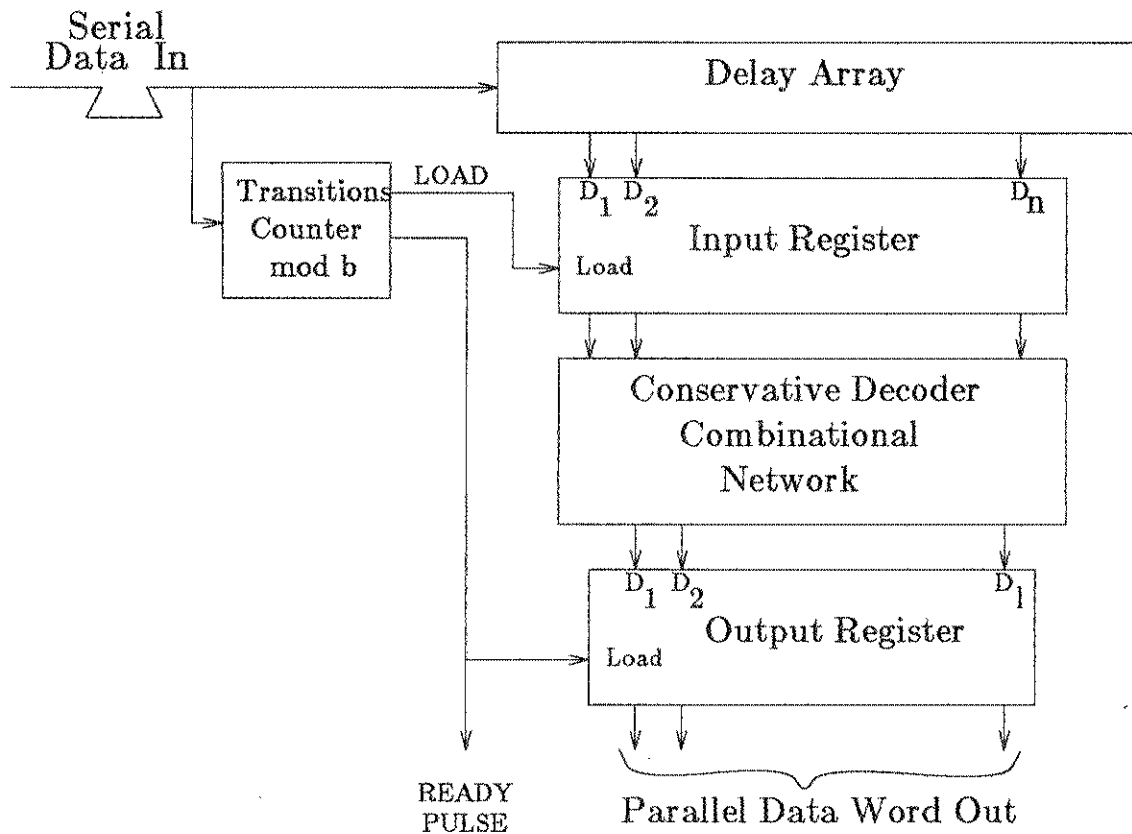 Serial
Data In
Delay Array
Transitions
Counter
mod b
LOAD
D1 D2 Dn
Input Register
Load
Conservative Decoder
Combinational
Network
D1 D2 Dl
Output Register
Load
READY
PULSE
Parallel Data Word Out